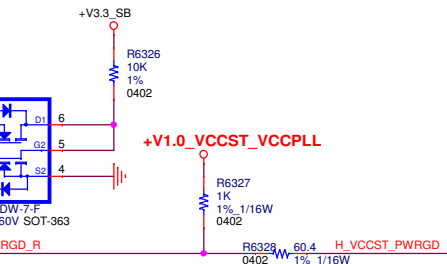 +V3.3_SB
R6326
10K
1%
0402
D1 6
G2 5
S2 4
+V1.0_VCCST_VCCPLL
R6327
1K
1%_1/16W
0402
DW-7-F
60V SOT-363
RGD_R
R6328 60.4 H_VCCST_PWRGD
0402 1%_1/16W